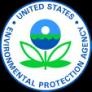 UNITED STATES
ENVIRONMENTAL PROTECTION AGENCY